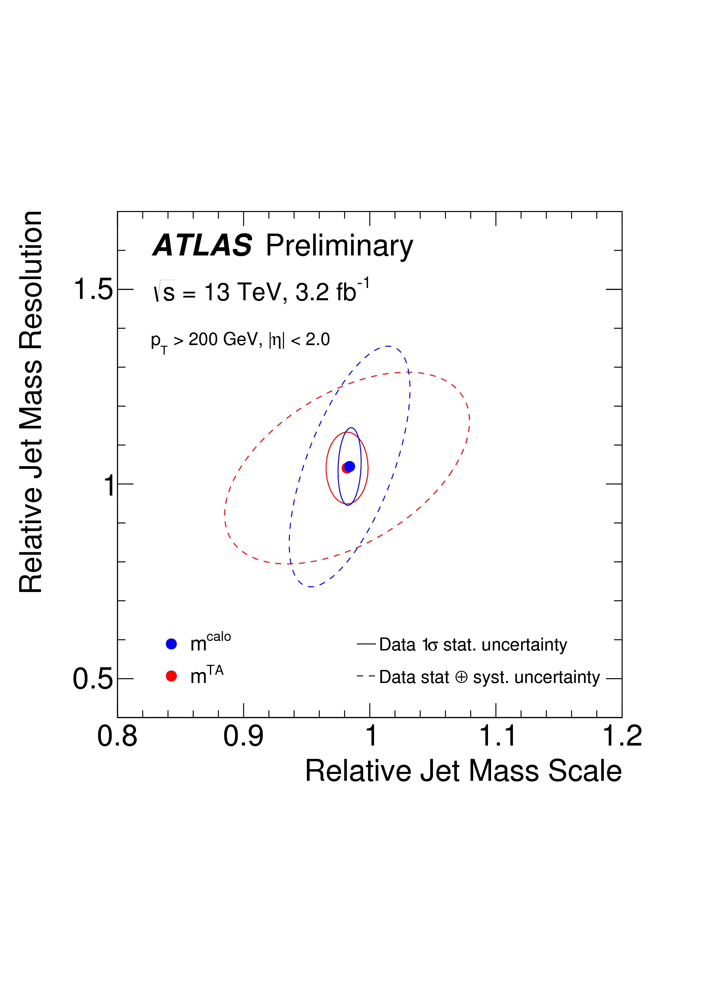 ATLAS Preliminary
√s = 13 TeV, 3.2 fb⁻¹
p_T > 200 GeV, |η| < 2.0
Relative Jet Mass Resolution
1.5
1
0.5
m^calo
m^TA
Data 1σ stat. uncertainty
Data stat ⊕ syst. uncertainty
0.8 0.9 1 1.1 1.2
Relative Jet Mass Scale